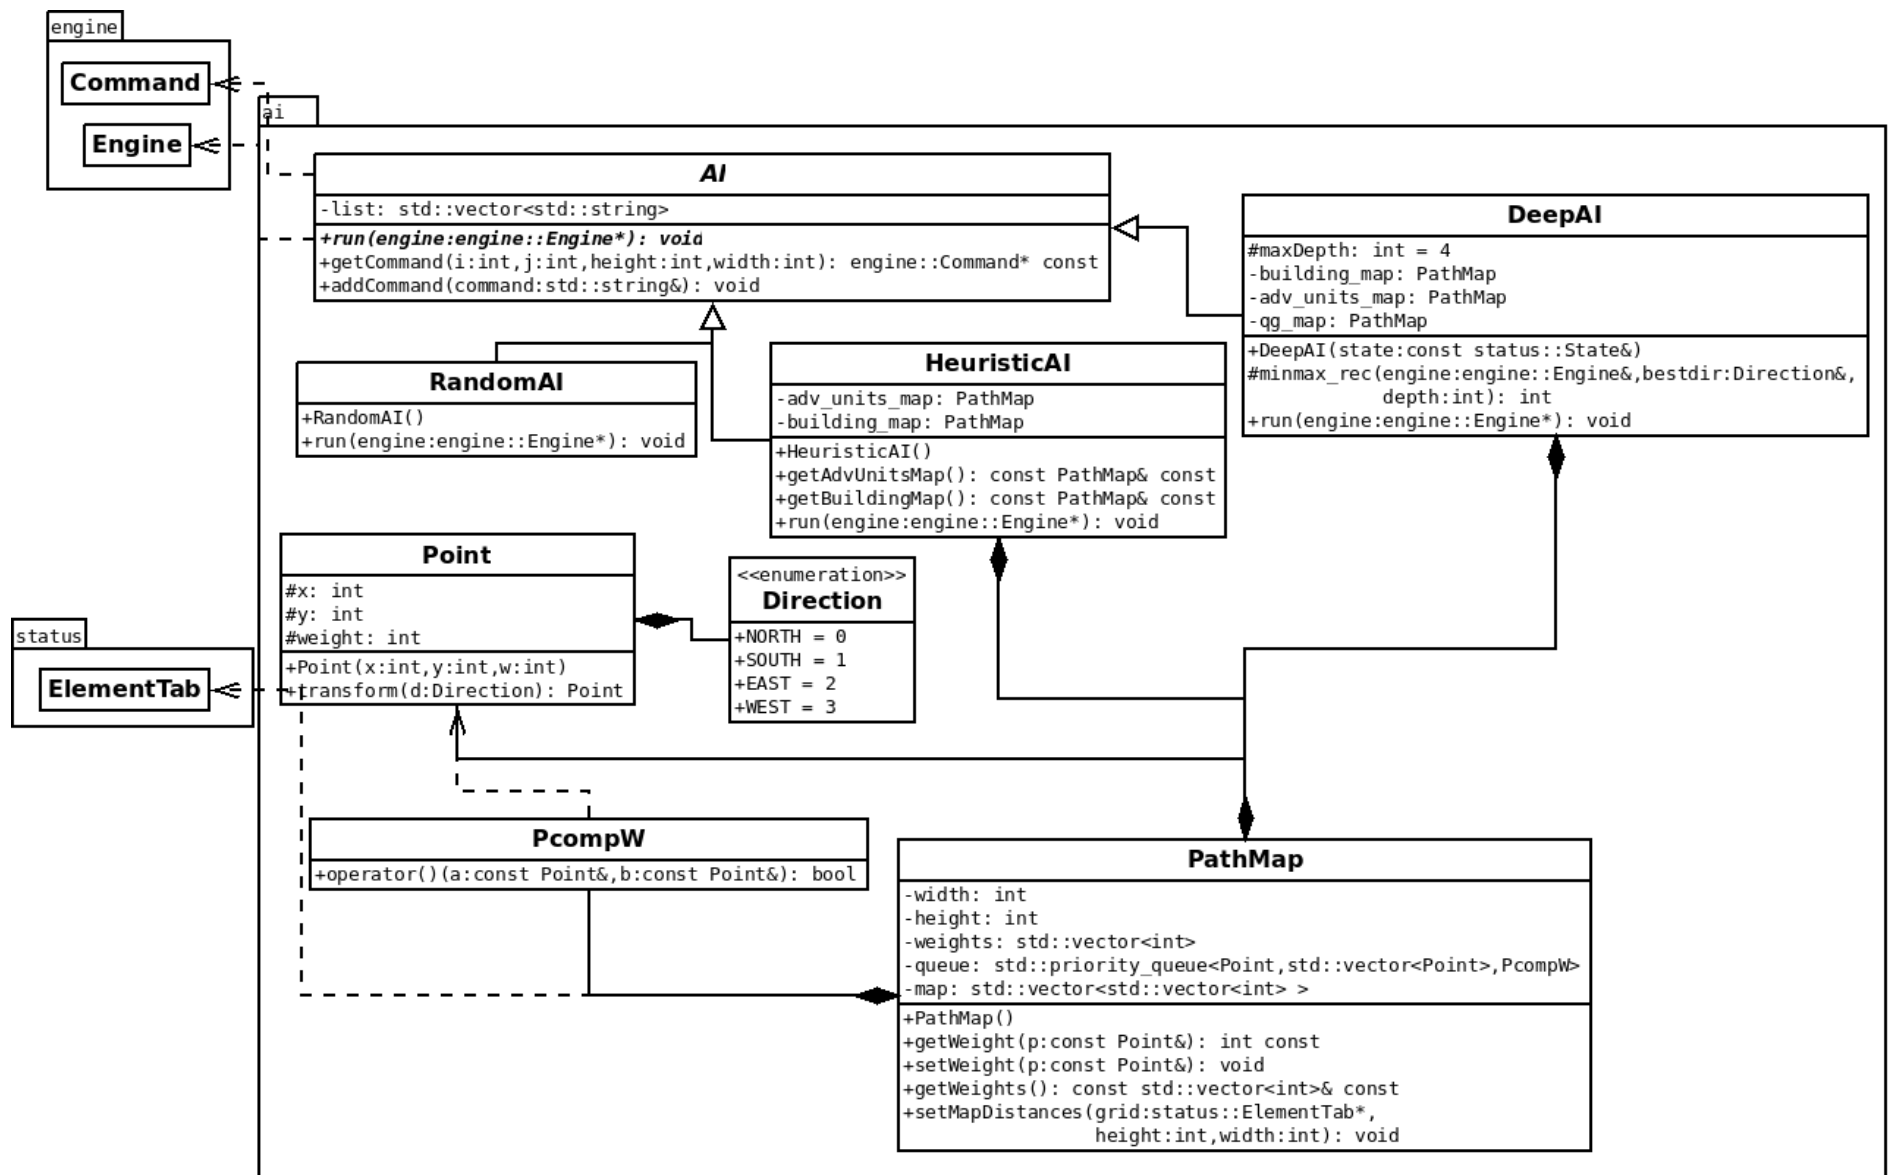 engine
Command
Engine
ai
AI
-list: std::vector<std::string>
+run(engine:engine::Engine*): void
+getCommand(i:int,j:int,height:int,width:int): engine::Command* const
+addCommand(command:std::string&): void
DeepAI
#maxDepth: int = 4
-building_map: PathMap
-adv_units_map: PathMap
-qg_map: PathMap
+DeepAI(state:const status::State&)
#minmax_rec(engine:engine::Engine&,bestdir:Direction&,
depth:int): int
+run(engine:engine::Engine*): void
RandomAI
+RandomAI()
+run(engine:engine::Engine*): void
HeuristicAI
-adv_units_map: PathMap
-building_map: PathMap
+HeuristicAI()
+getAdvUnitsMap(): const PathMap& const
+getBuildingMap(): const PathMap& const
+run(engine:engine::Engine*): void
Point
#x: int
#y: int
#weight: int
+Point(x:int,y:int,w:int)
+transform(d:Direction): Point
<<enumeration>>
Direction
+NORTH = 0
+SOUTH = 1
+EAST = 2
+WEST = 3
status
ElementTab
PcompW
+operator()(a:const Point&,b:const Point&): bool
PathMap
-width: int
-height: int
-weights: std::vector<int>
-queue: std::priority_queue<Point,std::vector<Point>,PcompW>
-map: std::vector<std::vector<int> >
+PathMap()
+getWeight(p:const Point&): int const
+setWeight(p:const Point&): void
+getWeights(): const std::vector<int>& const
+setMapDistances(grid:status::ElementTab*,
height:int,width:int): void